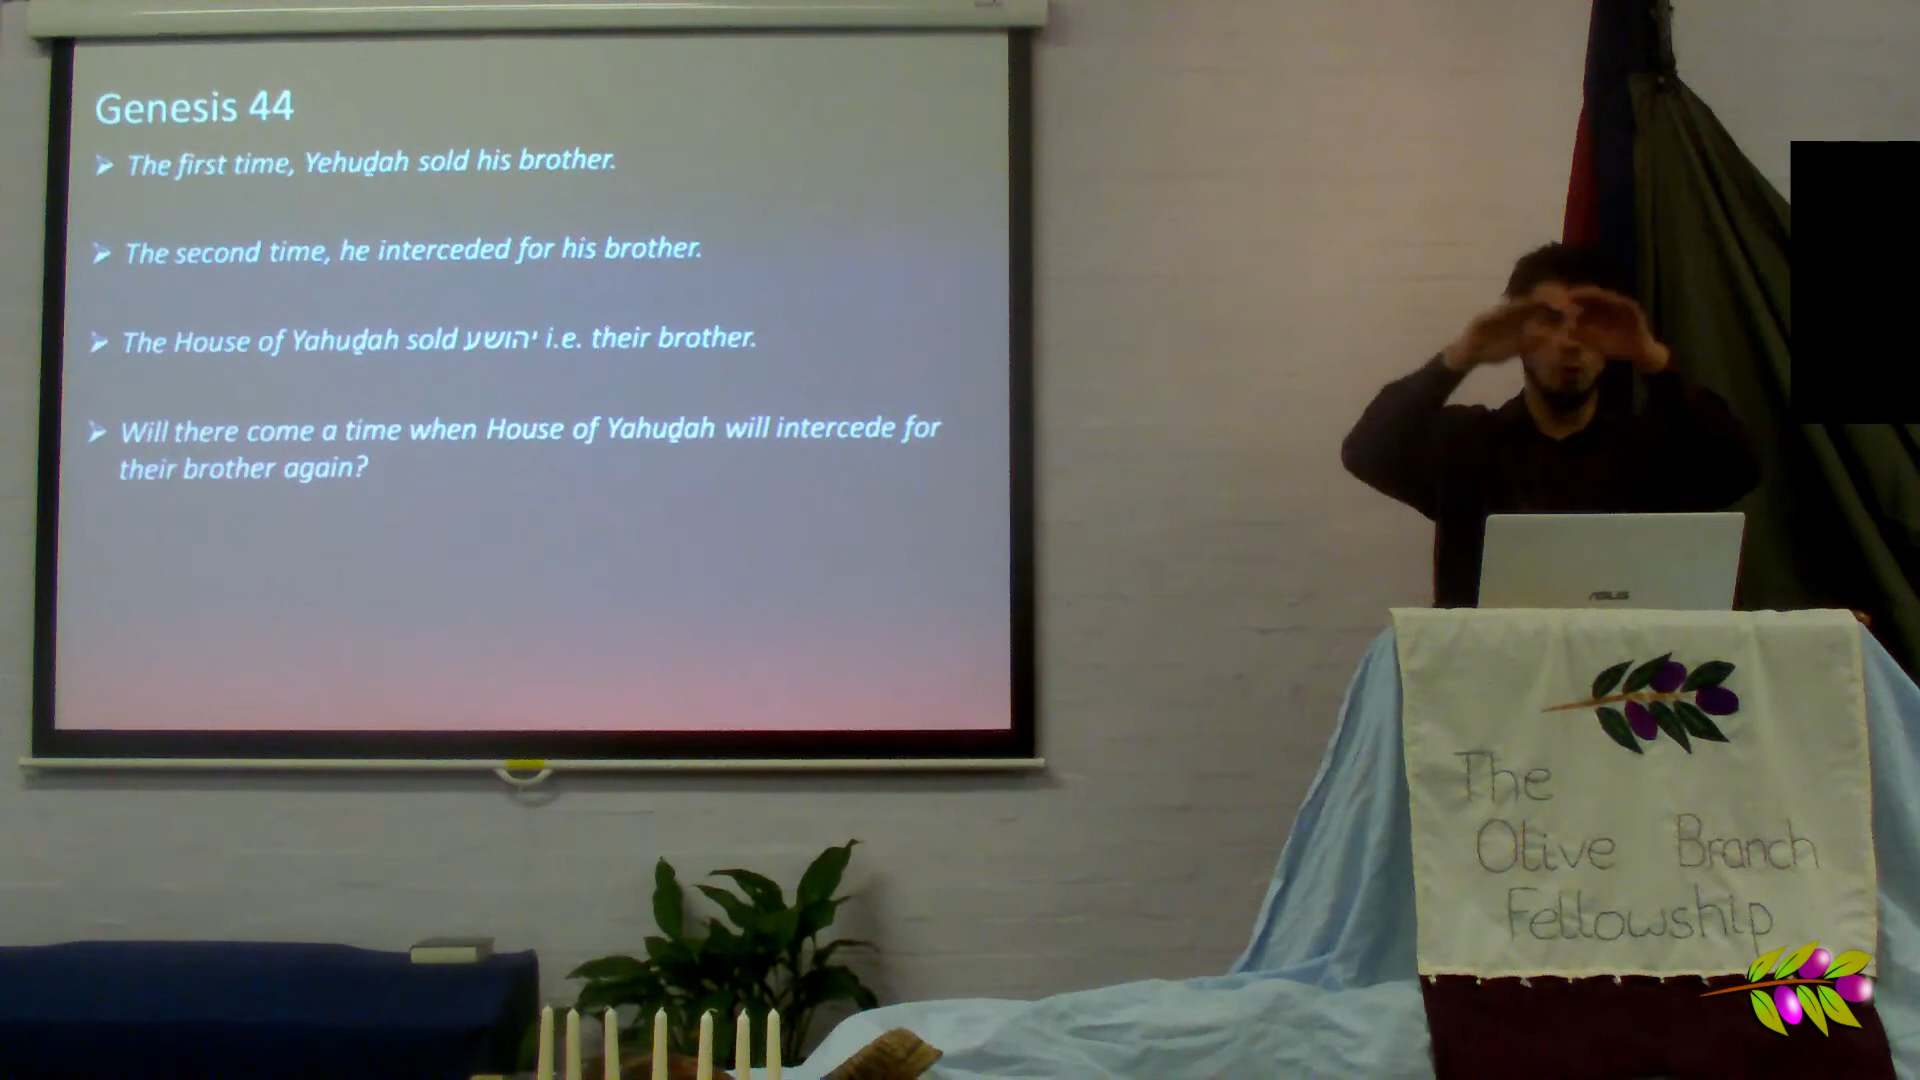 Genesis 44
➢ The first time, Yehuḏah sold his brother.
➢ The second time, he interceded for his brother.
➢ The House of Yahuḏah sold יהושע i.e. their brother.
➢ Will there come a time when House of Yahuḏah will intercede for
their brother again?
ASUS
The
Olive Branch
Fellowship